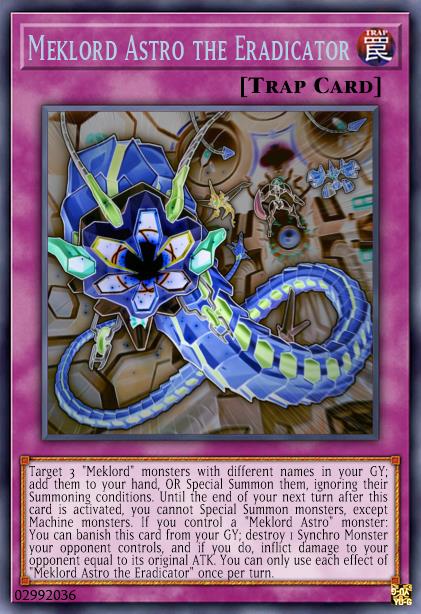 MEKLORD ASTRO THE ERADICATOR
TRAP
罠
[TRAP CARD]
Target 3 "Meklord" monsters with different names in your GY;
add them to your hand, OR Special Summon them, ignoring their
Summoning conditions. Until the end of your next turn after this
card is activated, you cannot Special Summon monsters, except
Machine monsters. If you control a "Meklord Astro" monster:
You can banish this card from your GY; destroy 1 Synchro Monster
your opponent controls, and if you do, inflict damage to your
opponent equal to its original ATK. You can only use each effect of
"Meklord Astro the Eradicator" once per turn.
02992036